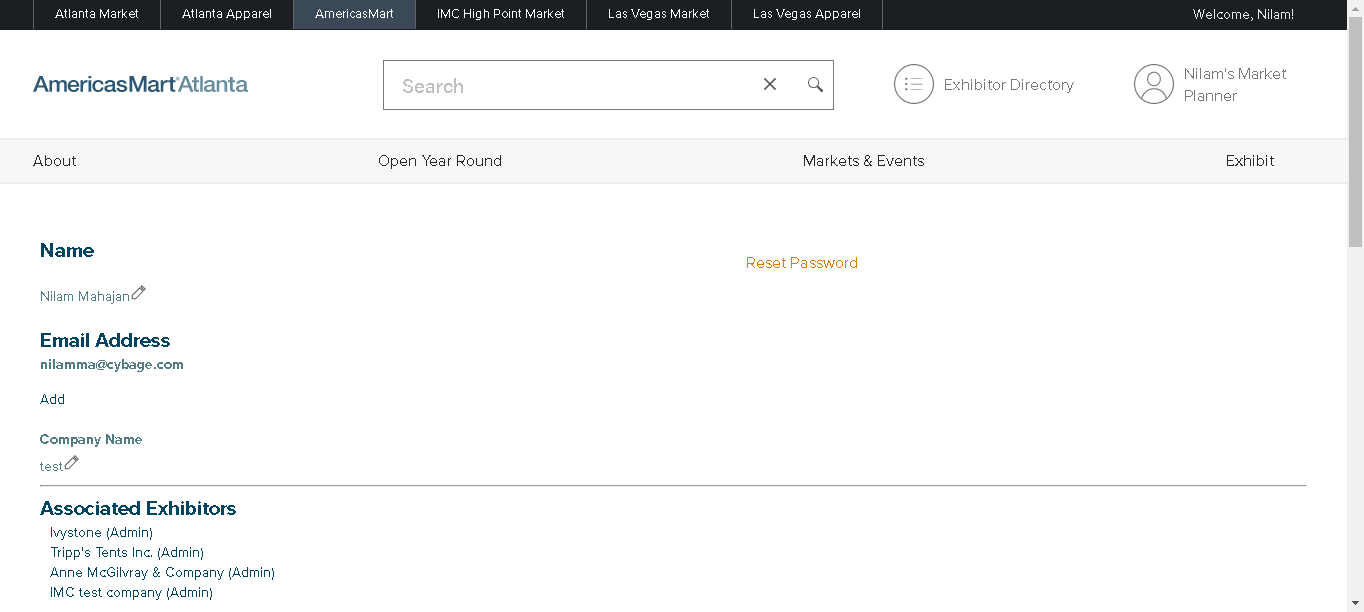 Atlanta Market Atlanta Apparel AmericasMart IMC High Point Market Las Vegas Market Las Vegas Apparel Welcome, Nilam!
AmericasMart®Atlanta Search Exhibitor Directory Nilam's Market
Planner
About Open Year Round Markets & Events Exhibit
Name
Reset Password
Nilam Mahajan
Email Address
nilamma@cybage.com
Add
Company Name
test
Associated Exhibitors
Ivystone (Admin)
Tripp's Tents Inc. (Admin)
Anne McGilvray & Company (Admin)
IMC test company (Admin)